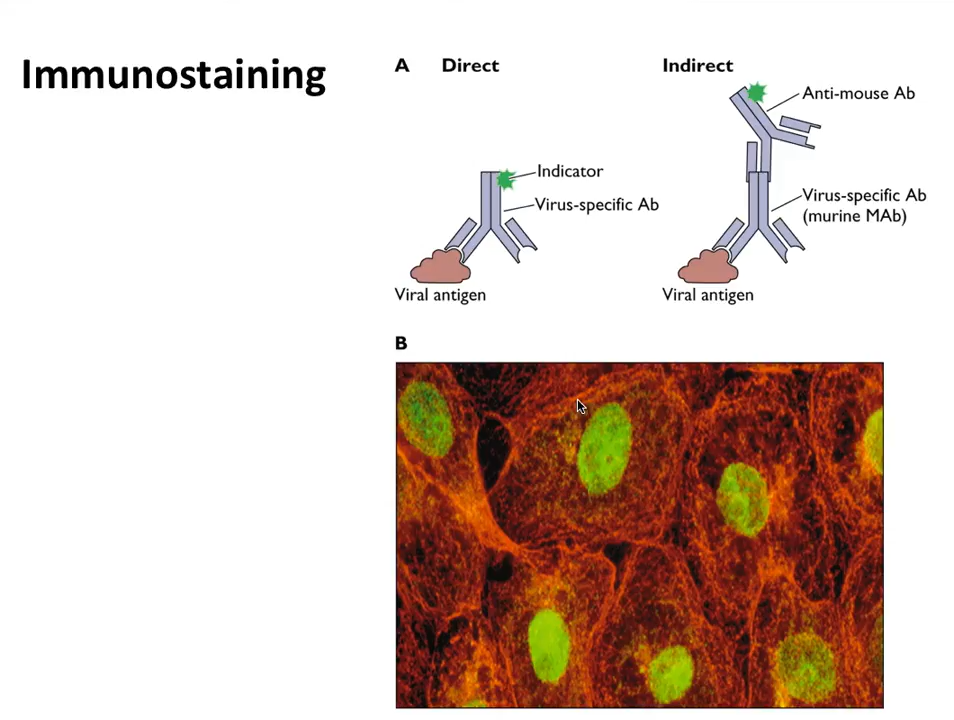 Immunostaining
A Direct
Indicator
Virus-specific Ab
Viral antigen
Indirect
Anti-mouse Ab
Virus-specific Ab
(murine MAb)
Viral antigen
B